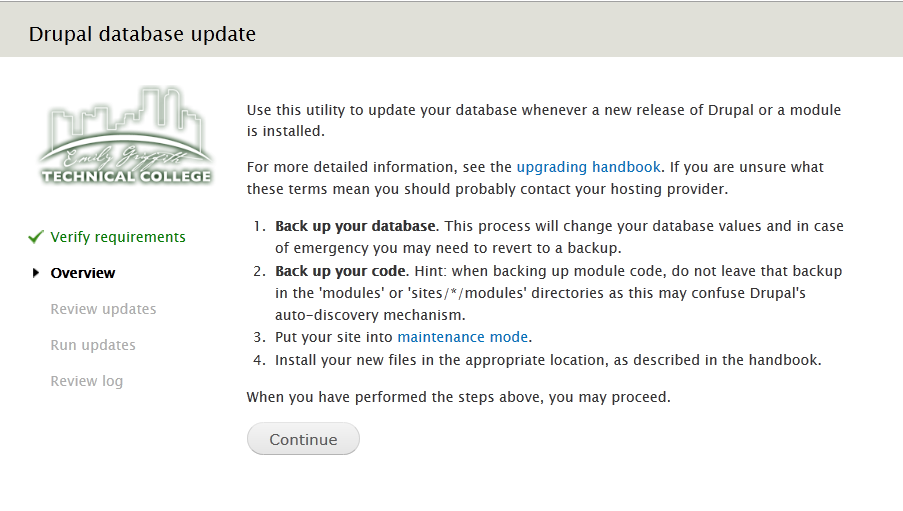 Drupal database update
Emily Griffith
TECHNICAL COLLEGE
Verify requirements
Overview
Review updates
Run updates
Review log
Use this utility to update your database whenever a new release of Drupal or a module
is installed.
For more detailed information, see the upgrading handbook. If you are unsure what
these terms mean you should probably contact your hosting provider.
1. Back up your database. This process will change your database values and in case
of emergency you may need to revert to a backup.
2. Back up your code. Hint: when backing up module code, do not leave that backup
in the 'modules' or 'sites/*/modules' directories as this may confuse Drupal's
auto-discovery mechanism.
3. Put your site into maintenance mode.
4. Install your new files in the appropriate location, as described in the handbook.
When you have performed the steps above, you may proceed.
Continue